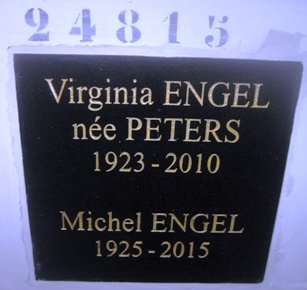 24815
Virginia ENGEL
née PETERS
1923 - 2010
Michel ENGEL
1925 - 2015